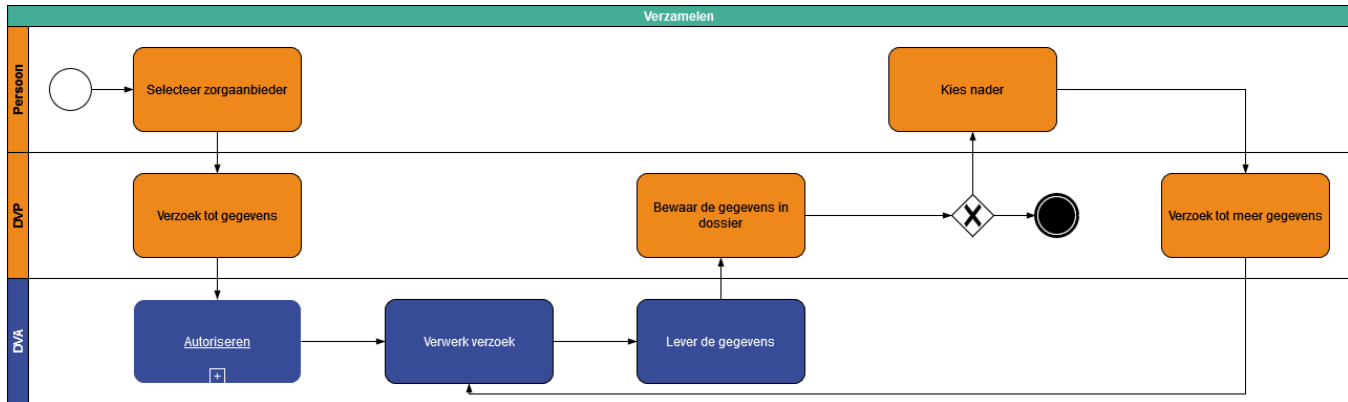 Verzamelen
Persoon
Selecteer zorgaanbieder
Kies nader
DVP
Verzoek tot gegevens
Bewaar de gegevens in
dossier
Verzoek tot meer gegevens
DVA
Autoriseren
Verwerk verzoek
Lever de gegevens